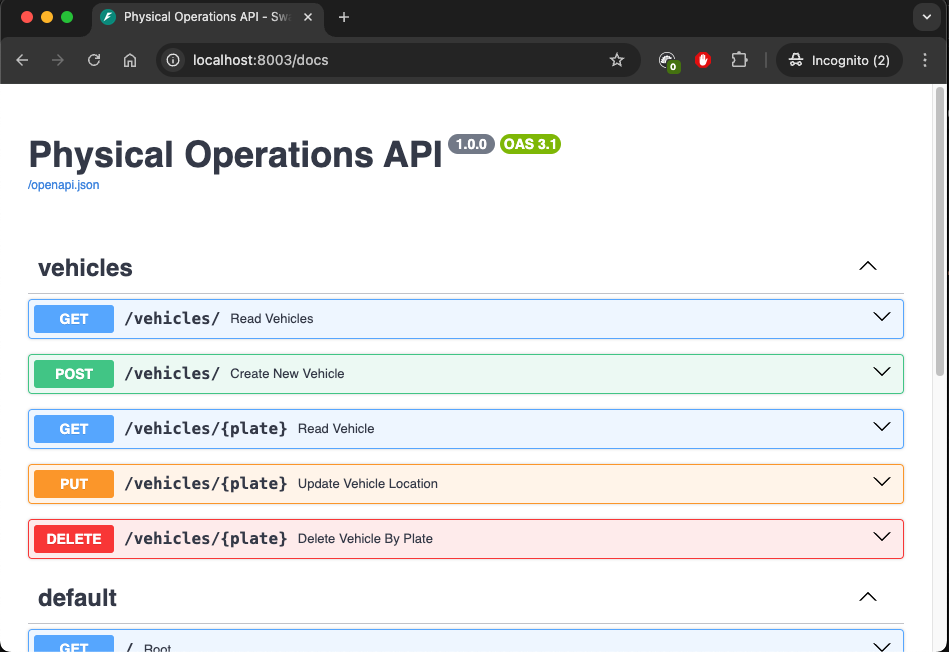 Physical Operations API - Swa
localhost:8003/docs
0
Incognito (2)
Physical Operations API 1.0.0 OAS 3.1
/openapi.json
vehicles
GET /vehicles/ Read Vehicles
POST /vehicles/ Create New Vehicle
GET /vehicles/{plate} Read Vehicle
PUT /vehicles/{plate} Update Vehicle Location
DELETE /vehicles/{plate} Delete Vehicle By Plate
default
GET / Root